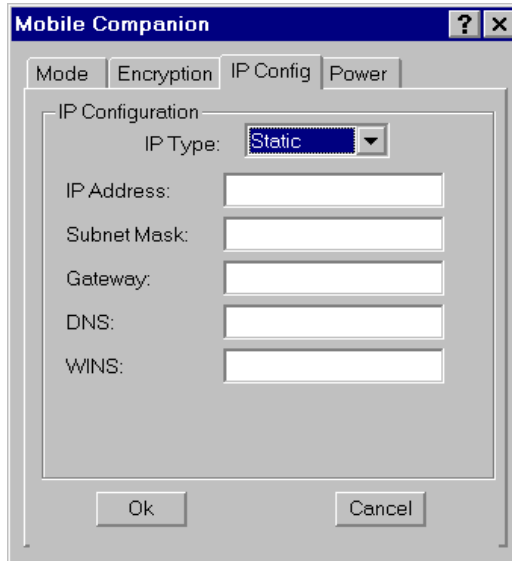 Mobile Companion ? ×
Mode Encryption IP Config Power
IP Configuration
IP Type: Static
IP Address:
Subnet Mask:
Gateway:
DNS:
WINS:
Ok Cancel